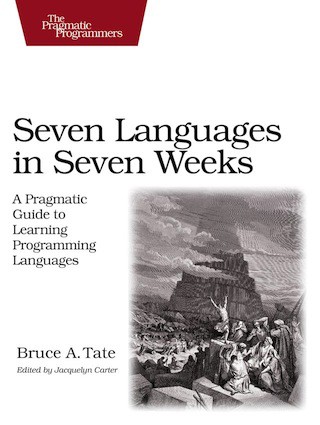 The
Pragmatic
Programmers
Seven Languages
in Seven Weeks
A Pragmatic
Guide to
Learning
Programming
Languages
Bruce A. Tate
Edited by Jacquelyn Carter